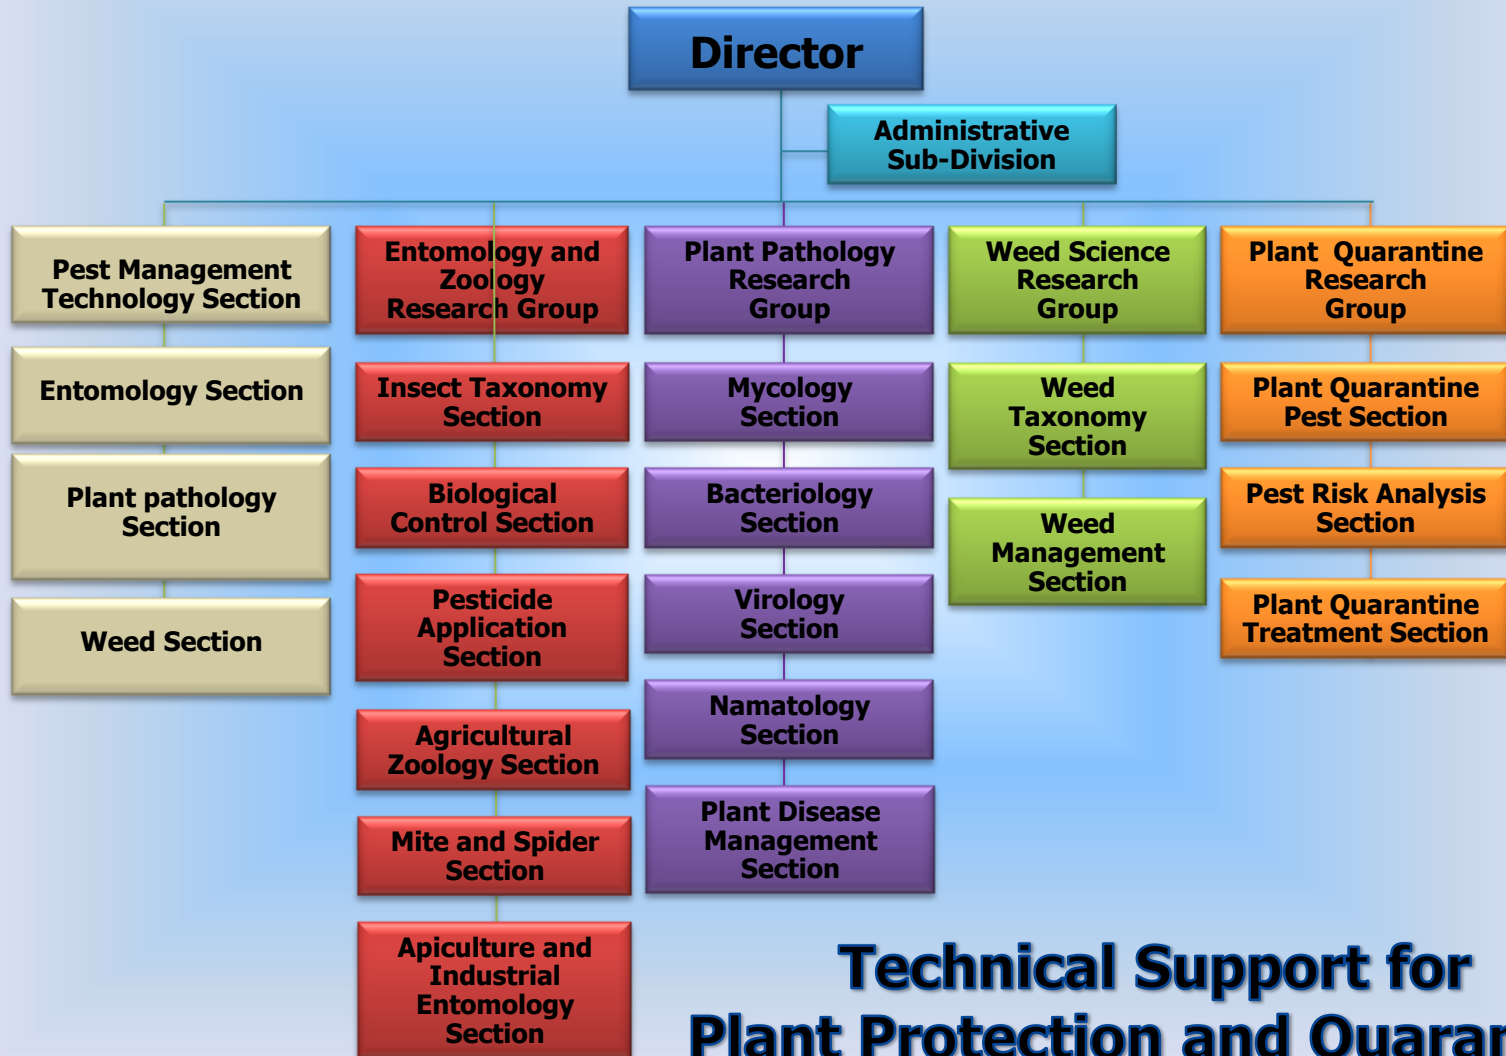 Director
Administrative
Sub-Division
Pest Management
Technology Section
Entomology Section
Plant pathology
Section
Weed Section
Entomology and
Zoology
Research Group
Insect Taxonomy
Section
Biological
Control Section
Pesticide
Application
Section
Agricultural
Zoology Section
Mite and Spider
Section
Apiculture and
Industrial
Entomology
Section
Plant Pathology
Research
Group
Mycology
Section
Bacteriology
Section
Virology
Section
Namatology
Section
Plant Disease
Management
Section
Weed Science
Research
Group
Weed
Taxonomy
Section
Weed
Management
Section
Plant Quarantine
Research
Group
Plant Quarantine
Pest Section
Pest Risk Analysis
Section
Plant Quarantine
Treatment Section
Technical Support for
Plant Protection and